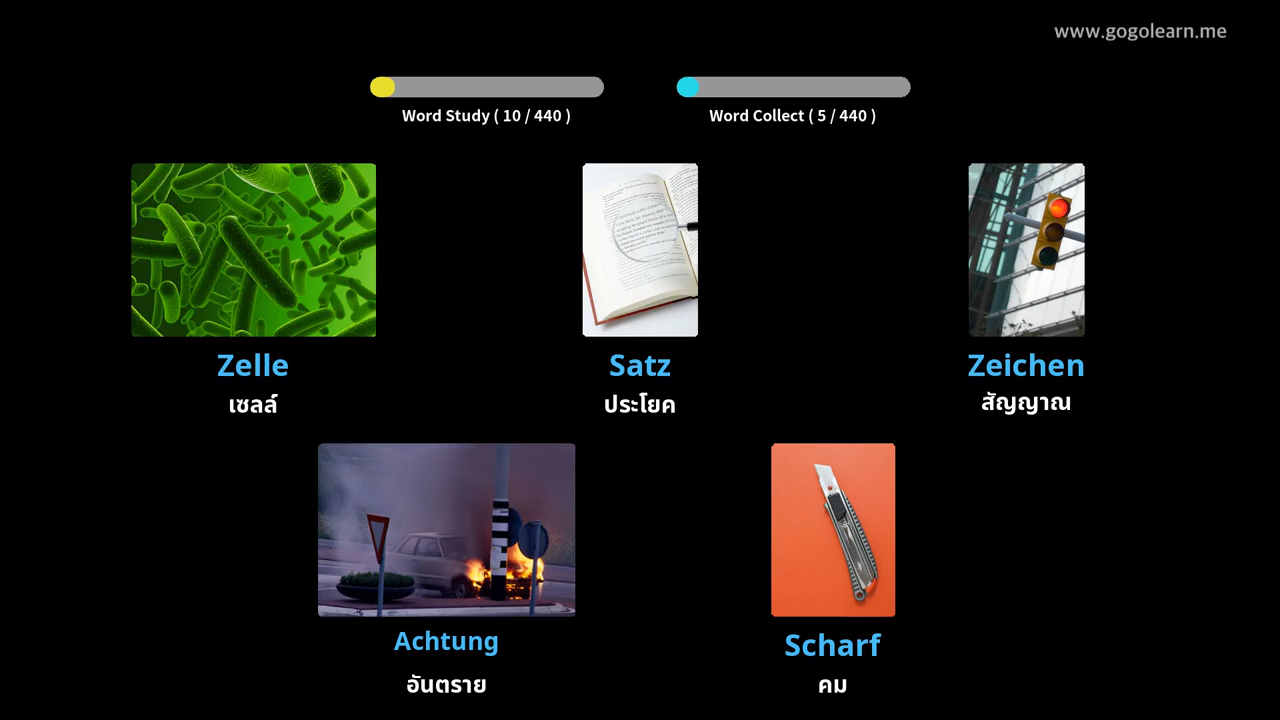 www.gogolearn.me
Word Study ( 10 / 440 )
Word Collect ( 5 / 440 )
Zelle
เซลล์
Satz
ประโยค
Zeichen
สัญญาณ
Achtung
อันตราย
Scharf
คม